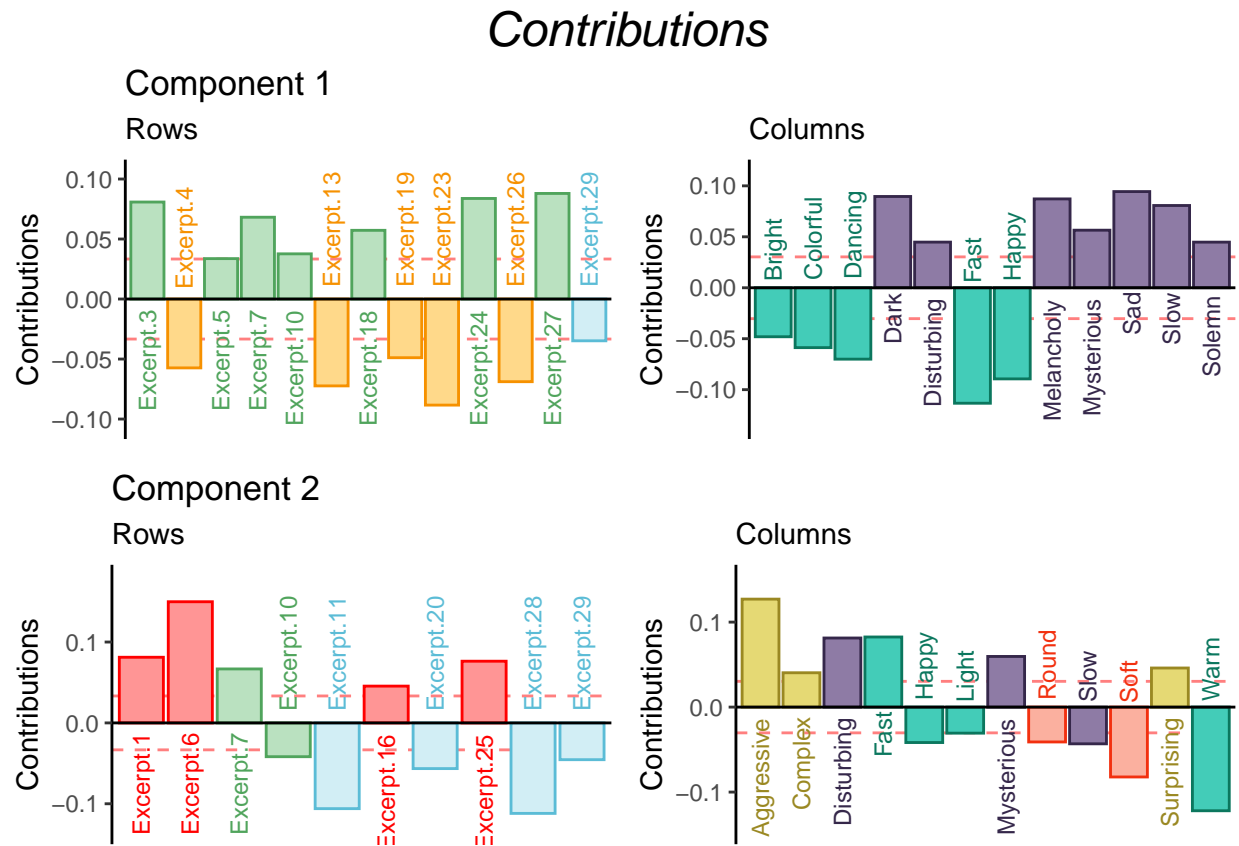 Contributions
Component 1
Rows
Contributions
0.10
0.05
0.00
−0.05
−0.10
Excerpt.3
Excerpt.4
Excerpt.5
Excerpt.7
Excerpt.10
Excerpt.13
Excerpt.18
Excerpt.19
Excerpt.23
Excerpt.24
Excerpt.26
Excerpt.27
Excerpt.29
Columns
Contributions
0.10
0.05
0.00
−0.05
−0.10
Bright
Colorful
Dancing
Dark
Disturbing
Fast
Happy
Melancholy
Mysterious
Sad
Slow
Solemn
Component 2
Rows
Contributions
0.1
0.0
−0.1
Excerpt.1
Excerpt.6
Excerpt.7
Excerpt.10
Excerpt.11
Excerpt.16
Excerpt.20
Excerpt.25
Excerpt.28
Excerpt.29
Columns
Contributions
0.1
0.0
−0.1
Aggressive
Complex
Disturbing
Fast
Happy
Light
Mysterious
Round
Slow
Soft
Surprising
Warm